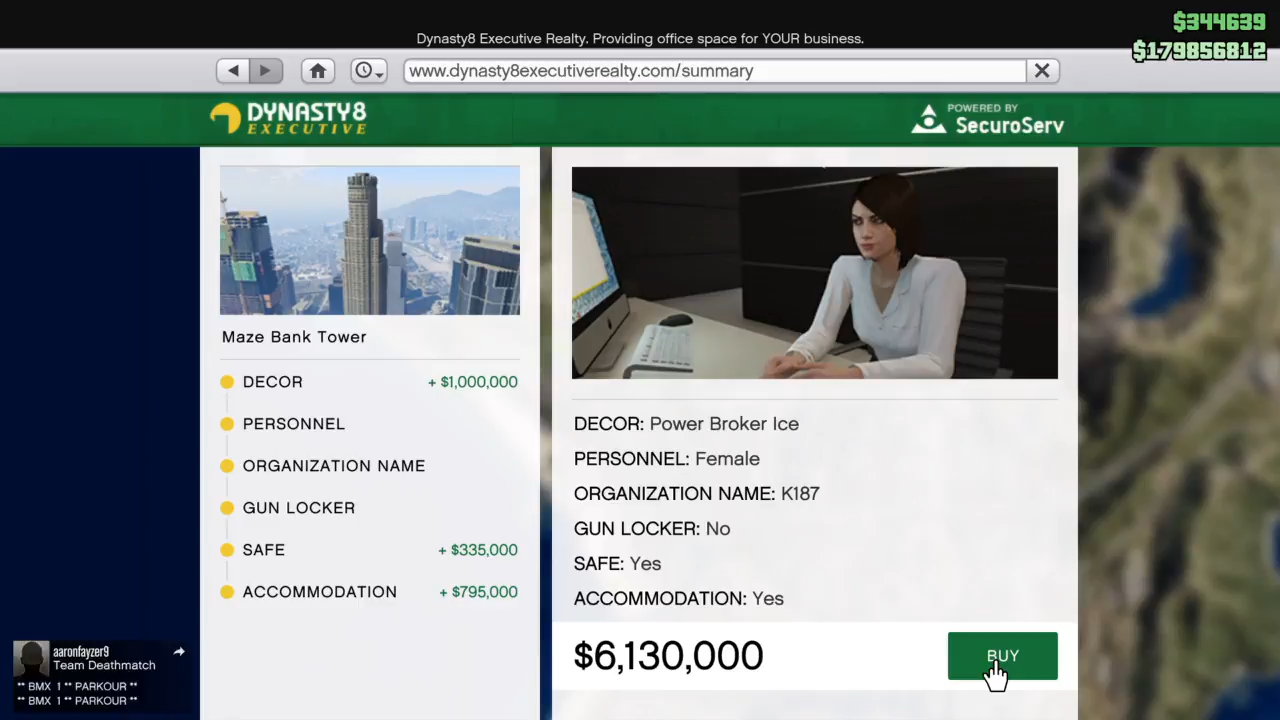 $344639
Dynasty8 Executive Realty. Providing office space for YOUR business.
$179856812
www.dynasty8executiverealty.com/summary
DYNASTY8
EXECUTIVE
POWERED BY
SecuroServ
Maze Bank Tower
DECOR + $1,000,000
PERSONNEL
ORGANIZATION NAME
GUN LOCKER
SAFE + $335,000
ACCOMMODATION + $795,000
DECOR: Power Broker Ice
PERSONNEL: Female
ORGANIZATION NAME: K187
GUN LOCKER: No
SAFE: Yes
ACCOMMODATION: Yes
$6,130,000
BUY
aaronfayzer9
Team Deathmatch
** BMX 1 ** PARKOUR **
** BMX 1 ** PARKOUR **